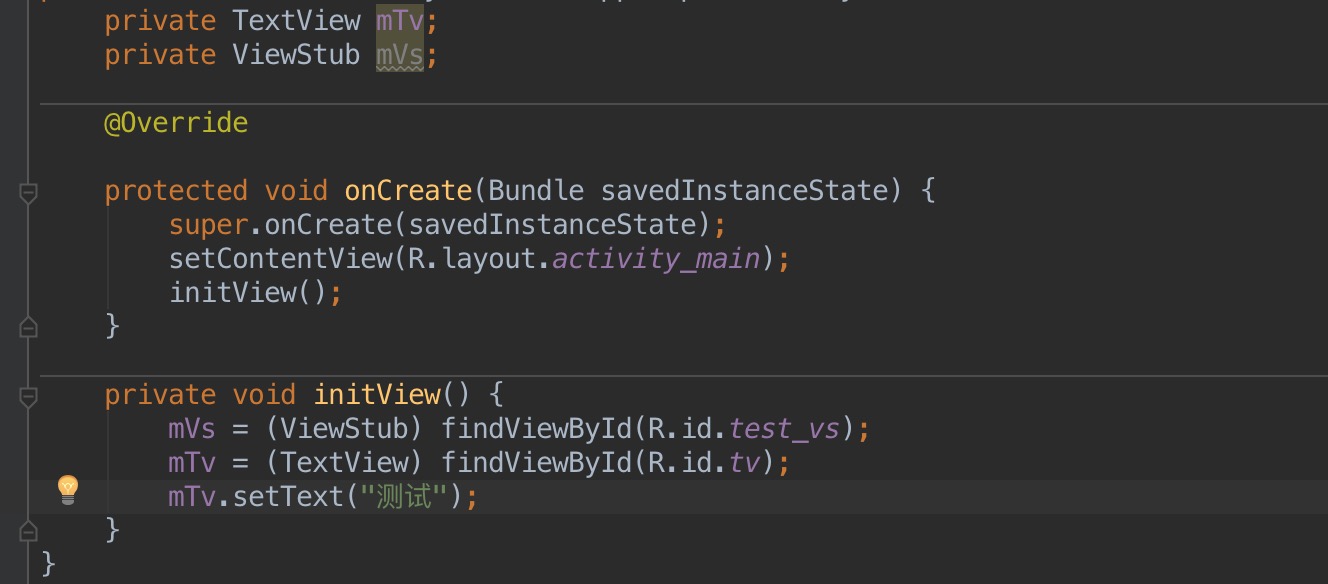 private TextView mTv;
private ViewStub mVs;
@Override
protected void onCreate(Bundle savedInstanceState) {
super.onCreate(savedInstanceState);
setContentView(R.layout.activity_main);
initView();
}
private void initView() {
mVs = (ViewStub) findViewById(R.id.test_vs);
mTv = (TextView) findViewById(R.id.tv);
mTv.setText("测试");
}
}